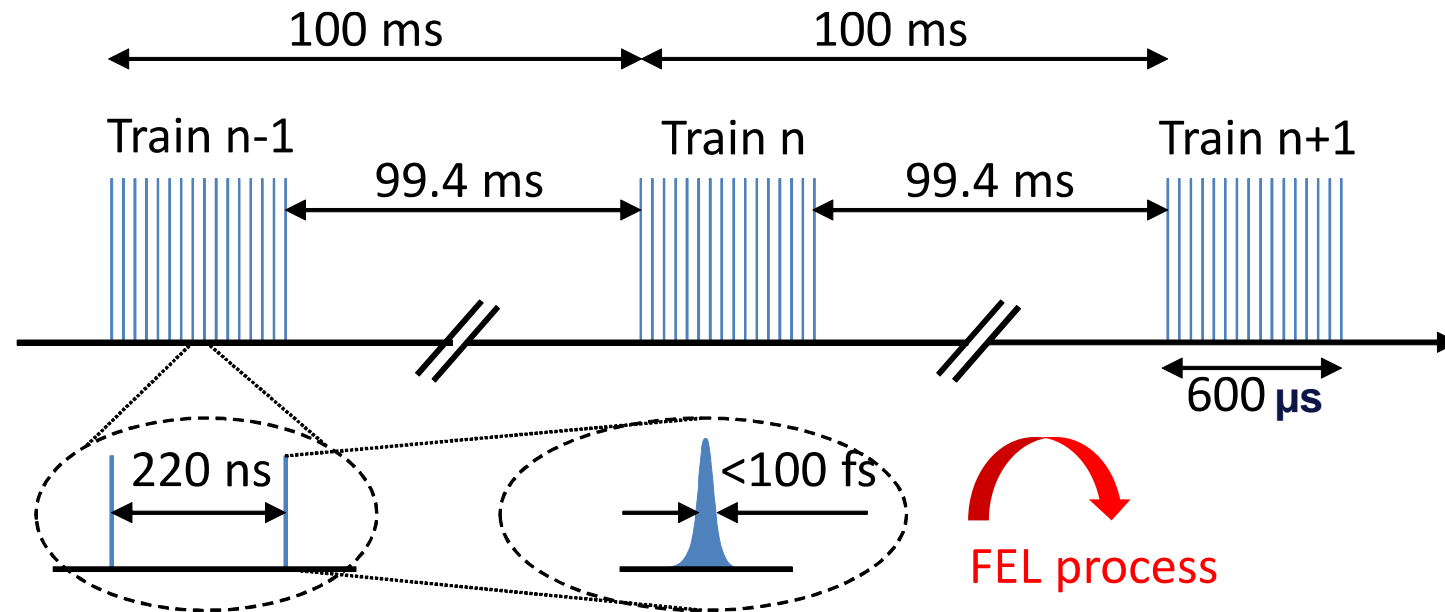 100 ms
100 ms
Train n-1
Train n
Train n+1
99.4 ms
99.4 ms
600 µs
220 ns
<100 fs
FEL process